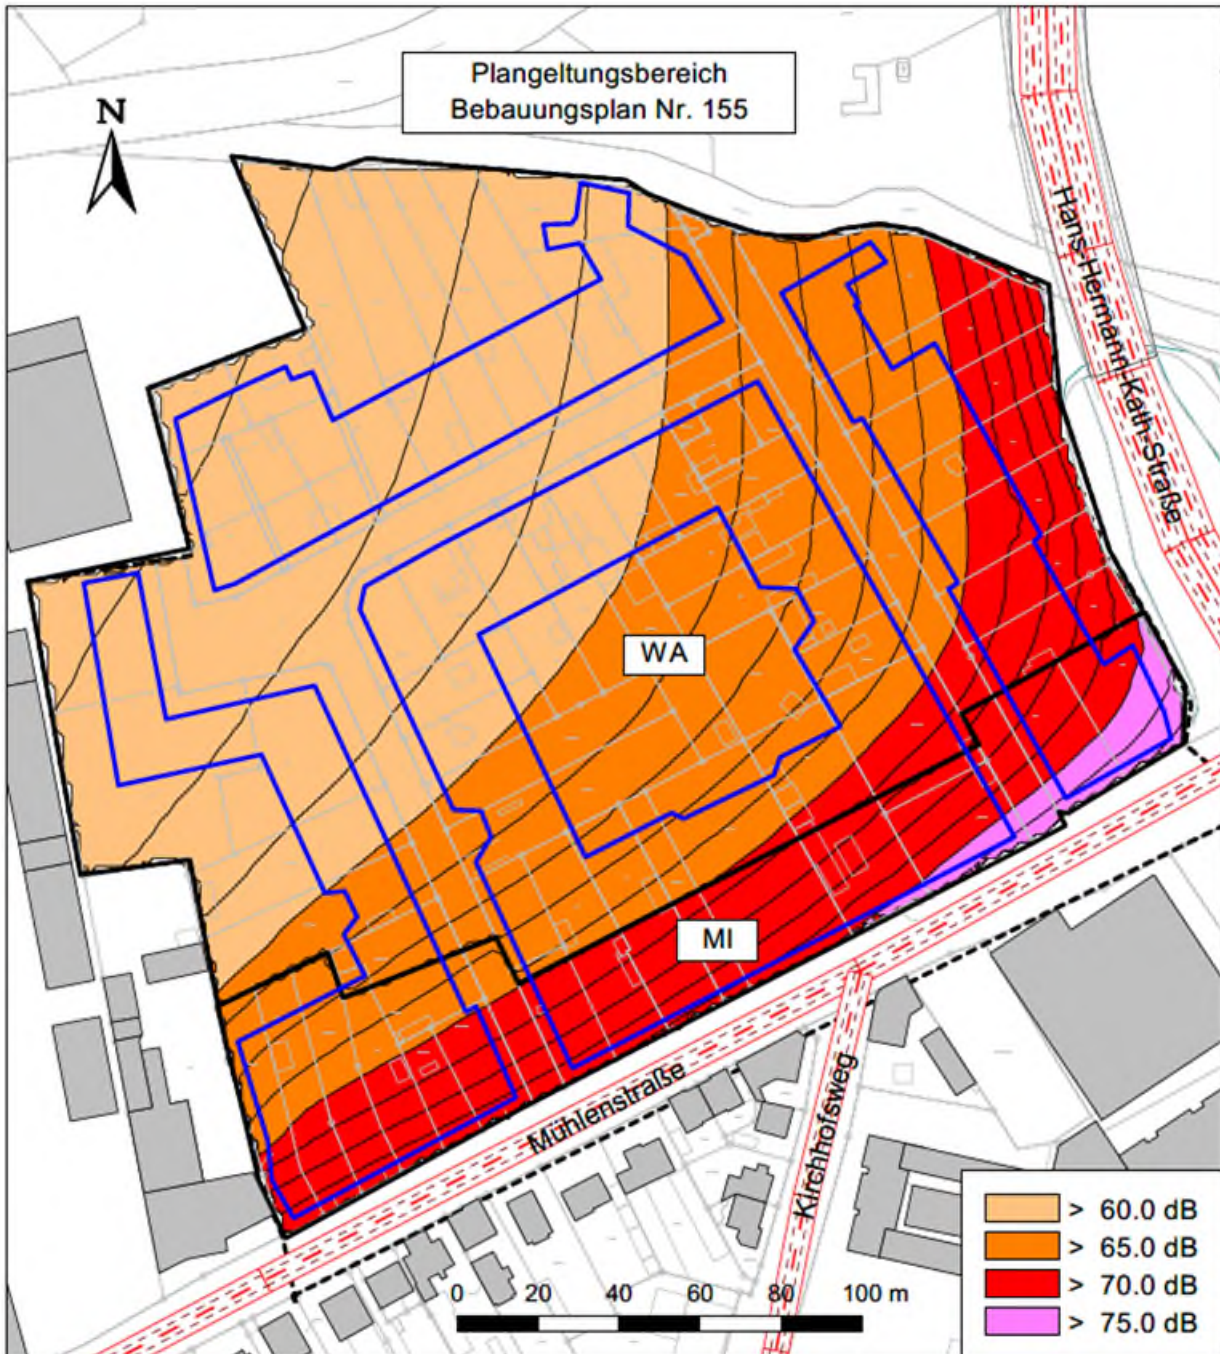 Plangeltungsbereich
Bebauungsplan Nr. 155
N
Hans-Hermann-Kath-Straße
WA
MI
Mühlenstraße
Kirchhofsweg
> 60.0 dB
> 65.0 dB
> 70.0 dB
> 75.0 dB
0 20 40 60 80 100 m